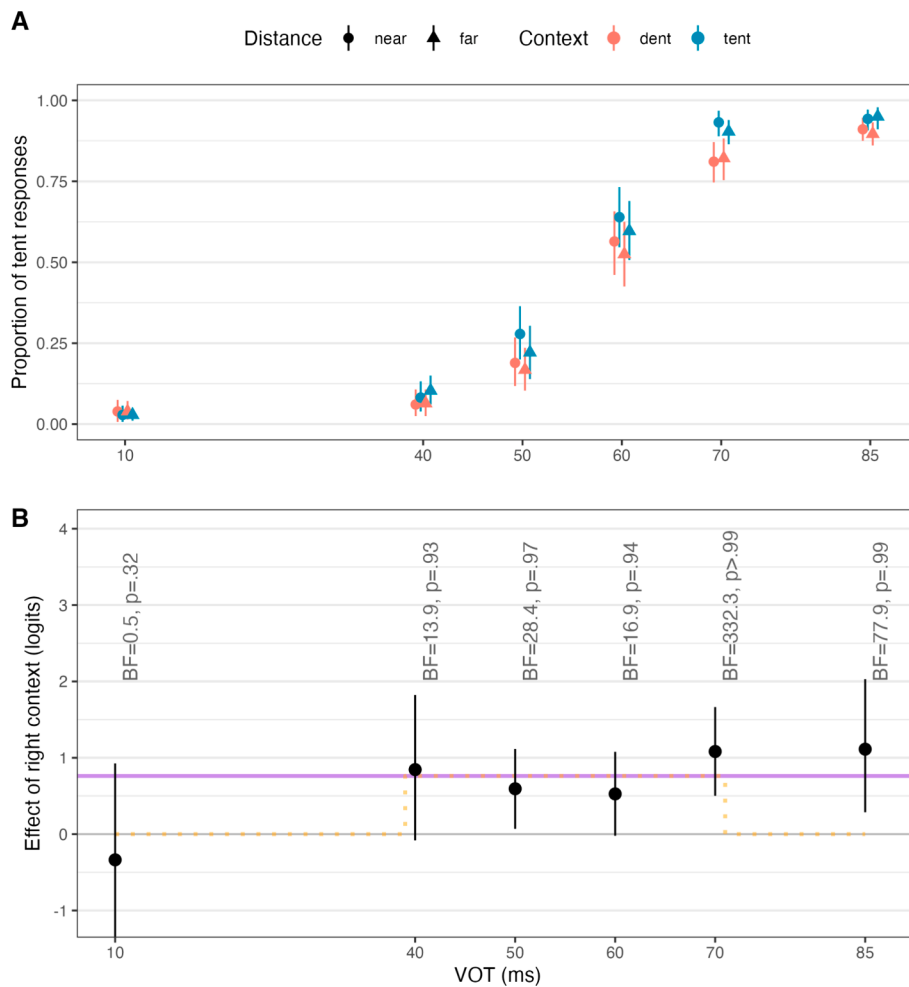 A
Distance near far Context dent tent
Proportion of tent responses
1.00
0.75
0.50
0.25
0.00
10 40 50 60 70 85
B
Effect of right context (logits)
4
3
2
1
0
-1
BF=0.5, p=.32
BF=13.9, p=.93
BF=28.4, p=.97
BF=16.9, p=.94
BF=332.3, p>.99
BF=77.9, p=.99
10 40 50 60 70 85
VOT (ms)